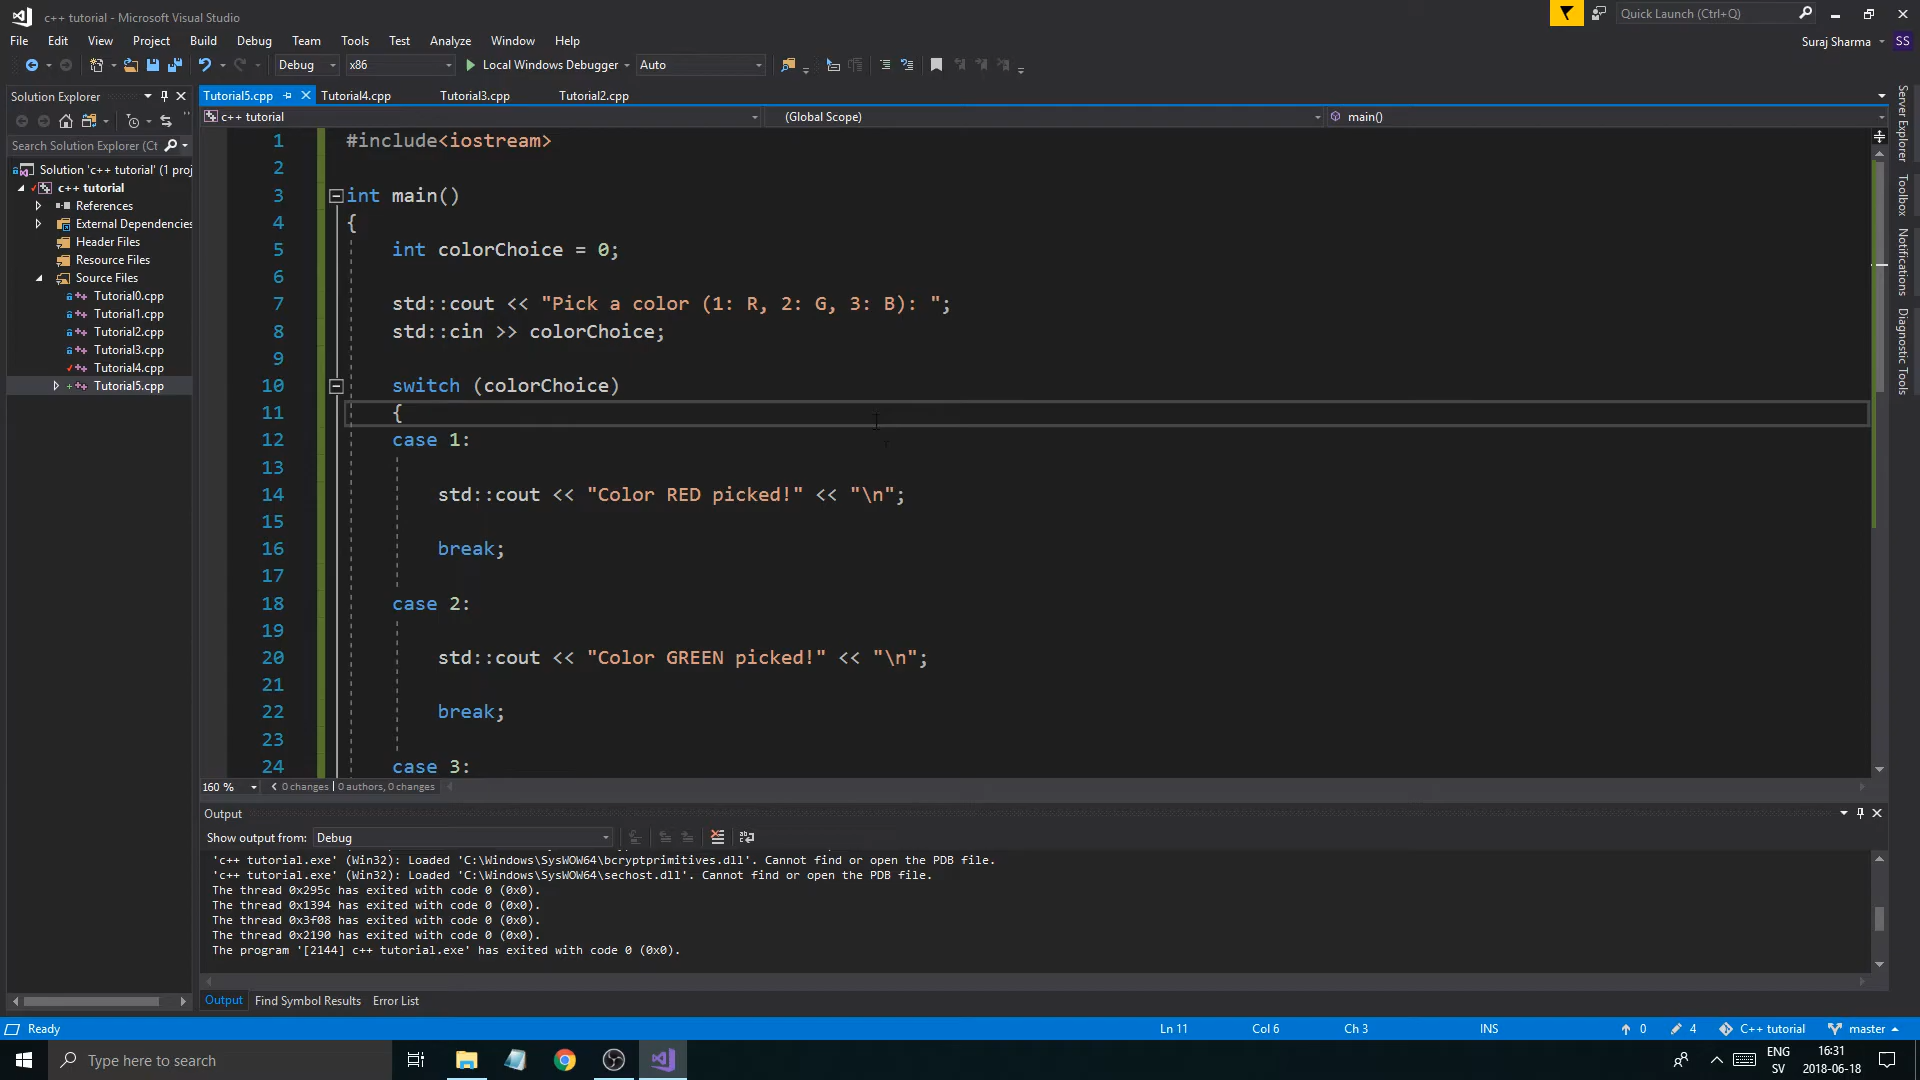 c++ tutorial - Microsoft Visual Studio
Quick Launch (Ctrl+Q)
File Edit View Project Build Debug Team Tools Test Analyze Window Help
Suraj Sharma SS
Debug x86 Local Windows Debugger Auto
Solution Explorer
Search Solution Explorer (Ct
Solution 'c++ tutorial' (1 proj
c++ tutorial
References
External Dependencies
Header Files
Resource Files
Source Files
Tutorial0.cpp
Tutorial1.cpp
Tutorial2.cpp
Tutorial3.cpp
Tutorial4.cpp
Tutorial5.cpp
Tutorial5.cpp Tutorial4.cpp Tutorial3.cpp Tutorial2.cpp
c++ tutorial (Global Scope) main()
1 #include<iostream>
2
3 int main()
4 {
5 int colorChoice = 0;
6
7 std::cout << "Pick a color (1: R, 2: G, 3: B): ";
8 std::cin >> colorChoice;
9
10 switch (colorChoice)
11 {
12 case 1:
13
14 std::cout << "Color RED picked!" << "\n";
15
16 break;
17
18 case 2:
19
20 std::cout << "Color GREEN picked!" << "\n";
21
22 break;
23
24 case 3:
160 % 0 changes | 0 authors, 0 changes
Output
Show output from: Debug
'c++ tutorial.exe' (Win32): Loaded 'C:\Windows\SysWOW64\bcryptprimitives.dll'. Cannot find or open the PDB file.
'c++ tutorial.exe' (Win32): Loaded 'C:\Windows\SysWOW64\sechost.dll'. Cannot find or open the PDB file.
The thread 0x295c has exited with code 0 (0x0).
The thread 0x1394 has exited with code 0 (0x0).
The thread 0x3f08 has exited with code 0 (0x0).
The thread 0x2190 has exited with code 0 (0x0).
The program '[2144] c++ tutorial.exe' has exited with code 0 (0x0).
Output Find Symbol Results Error List
Server Explorer
Toolbox
Notifications
Diagnostic Tools
Ready Ln 11 Col 6 Ch 3 INS 0 4 C++ tutorial master
Type here to search
ENG
SV
16:31
2018-06-18